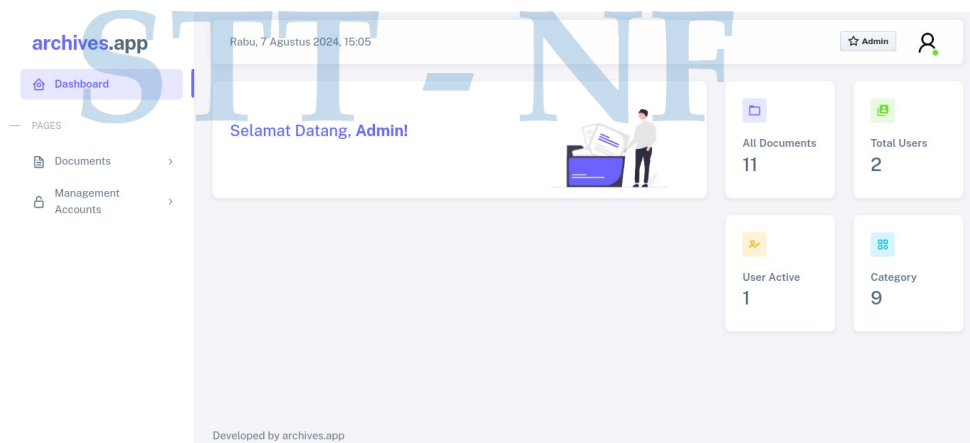 STT - NF
archives.app
Dashboard
PAGES
Documents
Management
Accounts
Rabu, 7 Agustus 2024, 15:05
Admin
Selamat Datang, Admin!
All Documents
11
Total Users
2
User Active
1
Category
9
Developed by archives.app